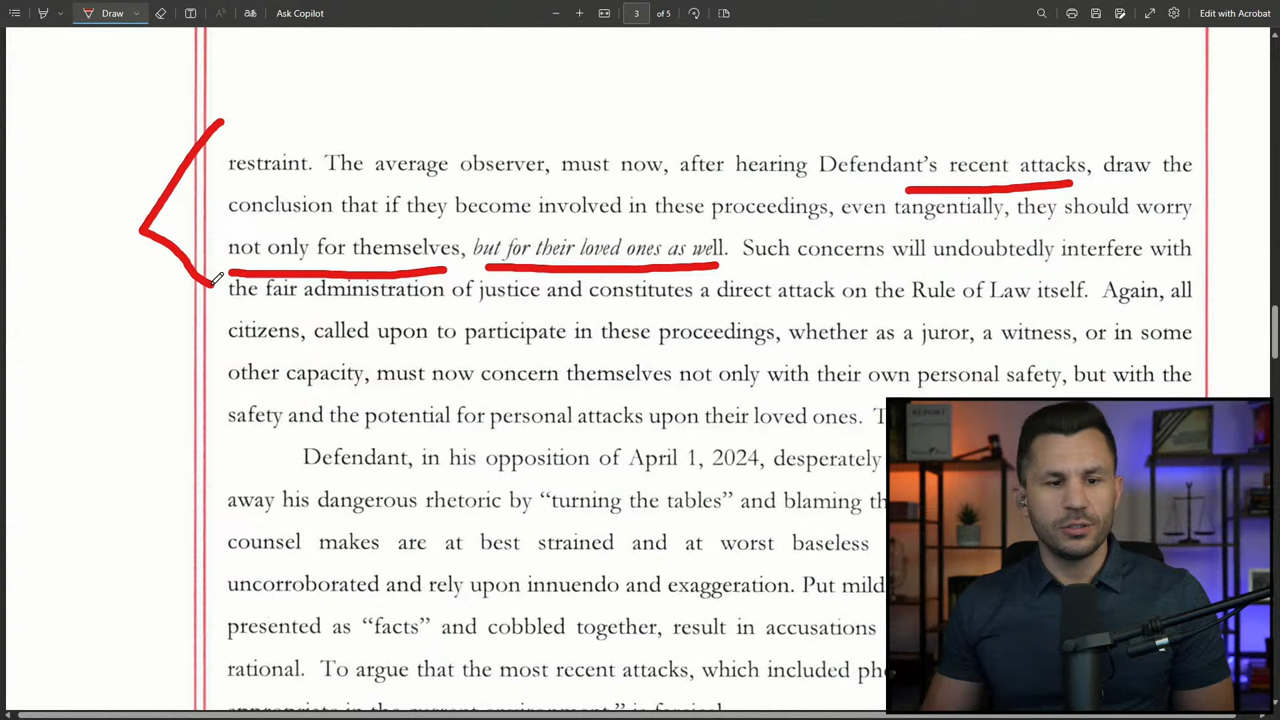 Draw
Ask Copilot
3 of 5
Edit with Acrobat
restraint. The average observer, must now, after hearing Defendant's recent attacks, draw the
conclusion that if they become involved in these proceedings, even tangentially, they should worry
not only for themselves, but for their loved ones as well. Such concerns will undoubtedly interfere with
the fair administration of justice and constitutes a direct attack on the Rule of Law itself. Again, all
citizens, called upon to participate in these proceedings, whether as a juror, a witness, or in some
other capacity, must now concern themselves not only with their own personal safety, but with the
safety and the potential for personal attacks upon their loved ones. T
Defendant, in his opposition of April 1, 2024, desperately
away his dangerous rhetoric by “turning the tables” and blaming th
counsel makes are at best strained and at worst baseless
uncorroborated and rely upon innuendo and exaggeration. Put mild
presented as “facts” and cobbled together, result in accusations
rational. To argue that the most recent attacks, which included ph
REPORT